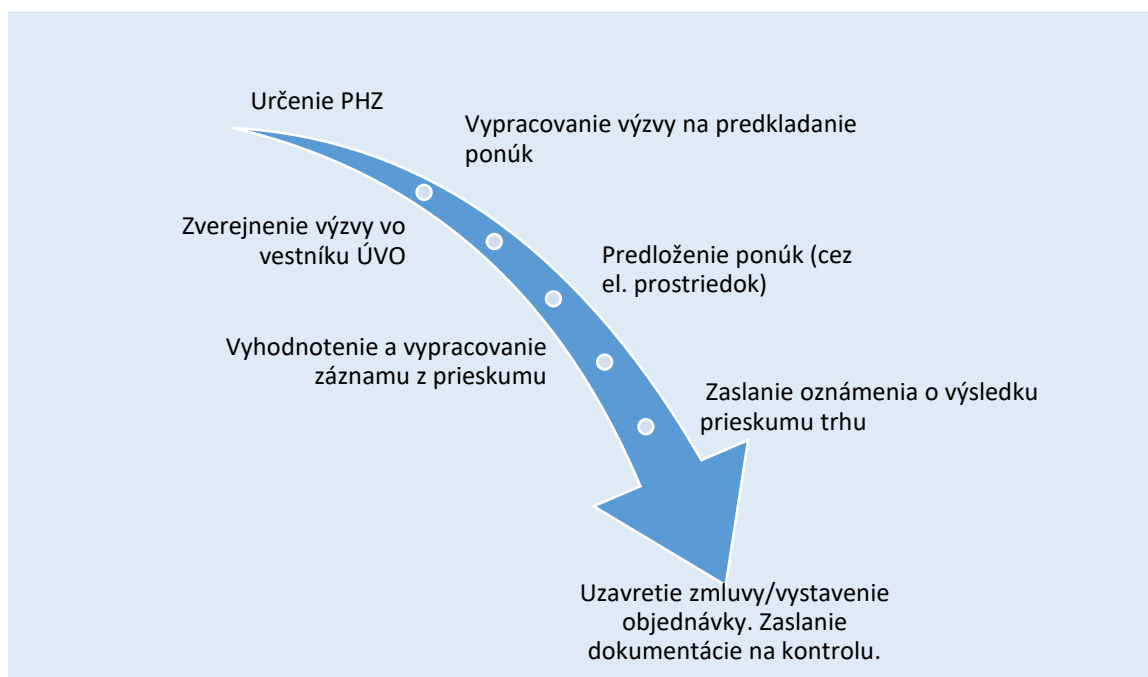 Určenie PHZ
Vypracovanie výzvy na predkladanie
ponúk
Zverejnenie výzvy vo
vestníku ÚVO
Predloženie ponúk (cez
el. prostriedok)
Vyhodnotenie a vypracovanie
záznamu z prieskumu
Zaslanie oznámenia o výsledku
prieskumu trhu
Uzavretie zmluvy/vystavenie
objednávky. Zaslanie
dokumentácie na kontrolu.